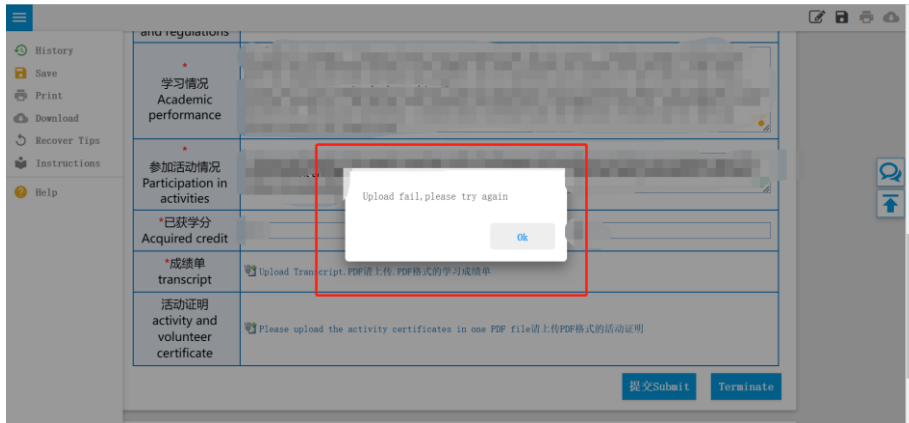 and regulations
History
Save
Print
Download
Recover Tips
Instructions
Help
*
学习情况
Academic
performance
*
参加活动情况
Participation in
activities
*已获学分
Acquired credit
*成绩单
transcript
Upload Transcript.PDF请上传.PDF格式的学习成绩单
活动证明
activity and
volunteer
certificate
Please upload the activity certificates in one PDF file请上传PDF格式的活动证明
Upload fail,please try again
Ok
提交Submit
Terminate